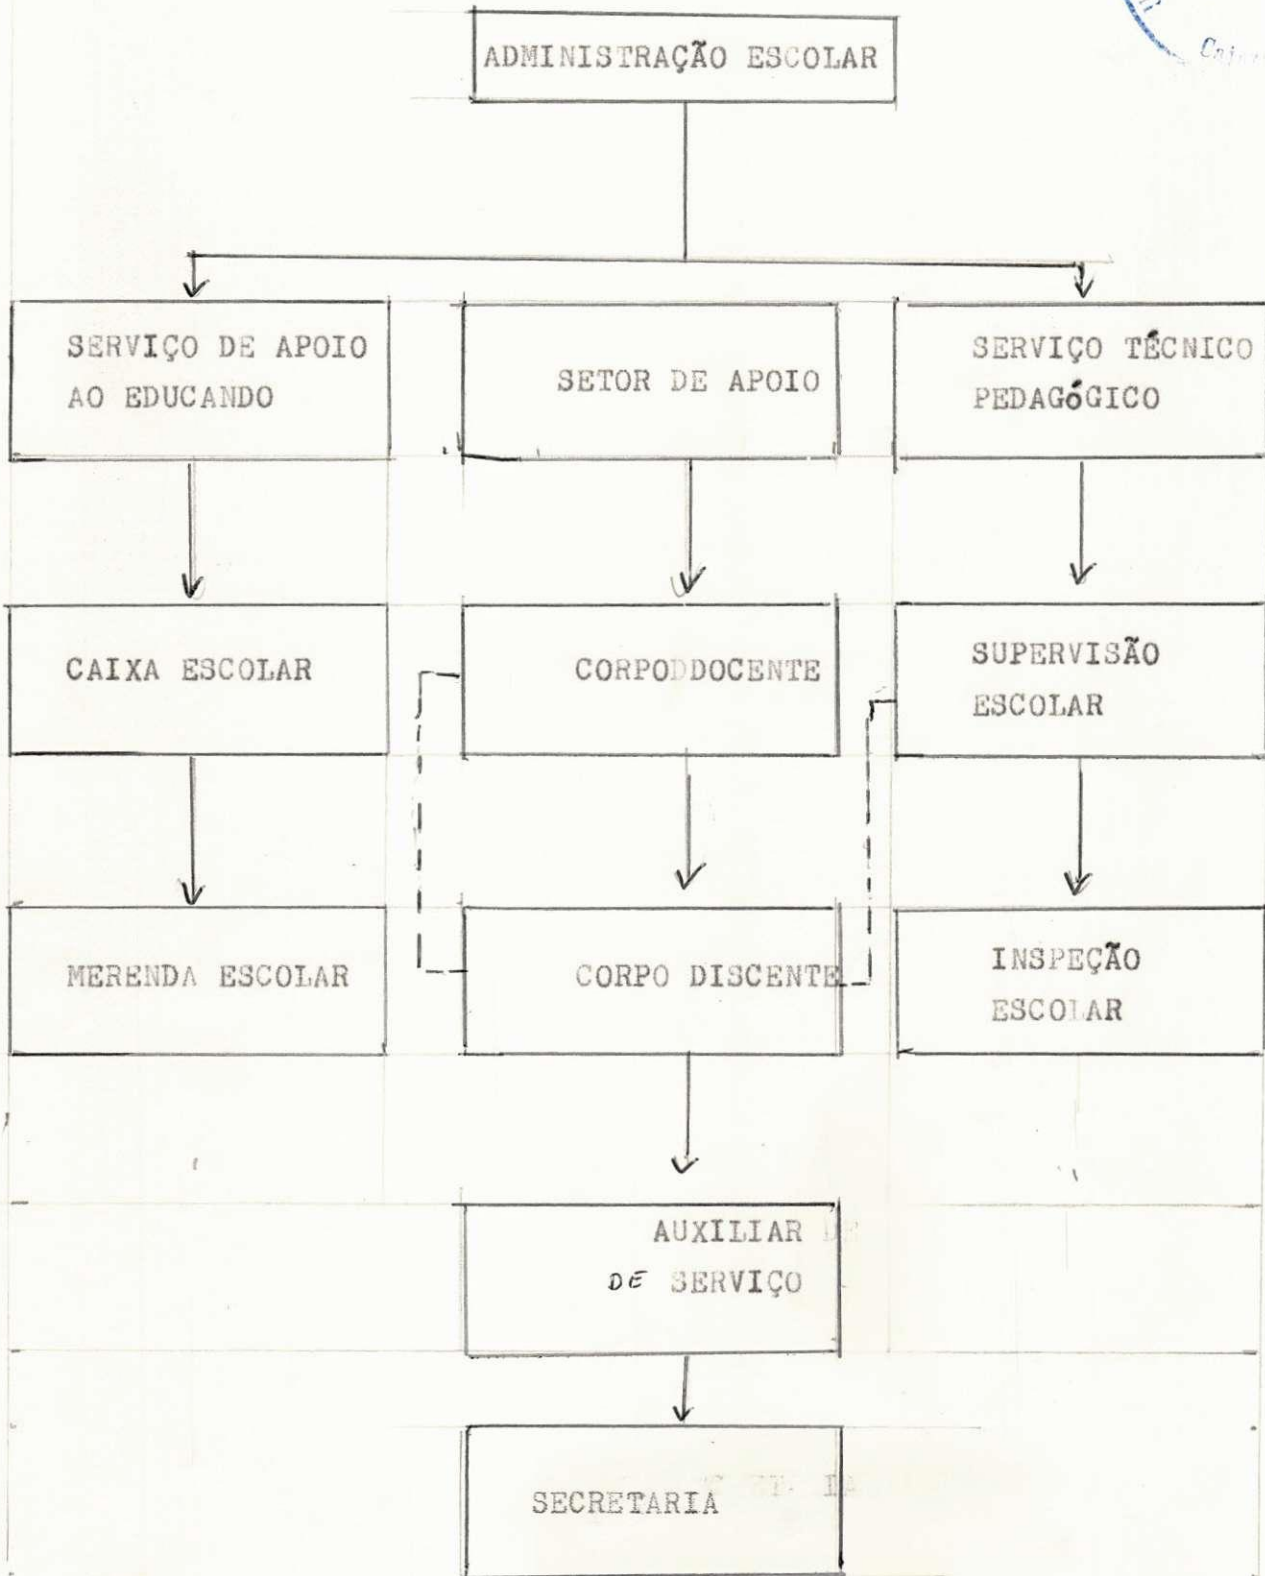 ADMINISTRAÇÃO ESCOLAR
SERVIÇO DE APOIO
AO EDUCANDO
SETOR DE APOIO
SERVIÇO TÉCNICO
PEDAGÓGICO
CAIXA ESCOLAR
CORPODDOCENTE
SUPERVISÃO
ESCOLAR
MERENDA ESCOLAR
CORPO DISCENTE
INSPEÇÃO
ESCOLAR
AUXILIAR DE
DE SERVIÇO
SECRETARIA